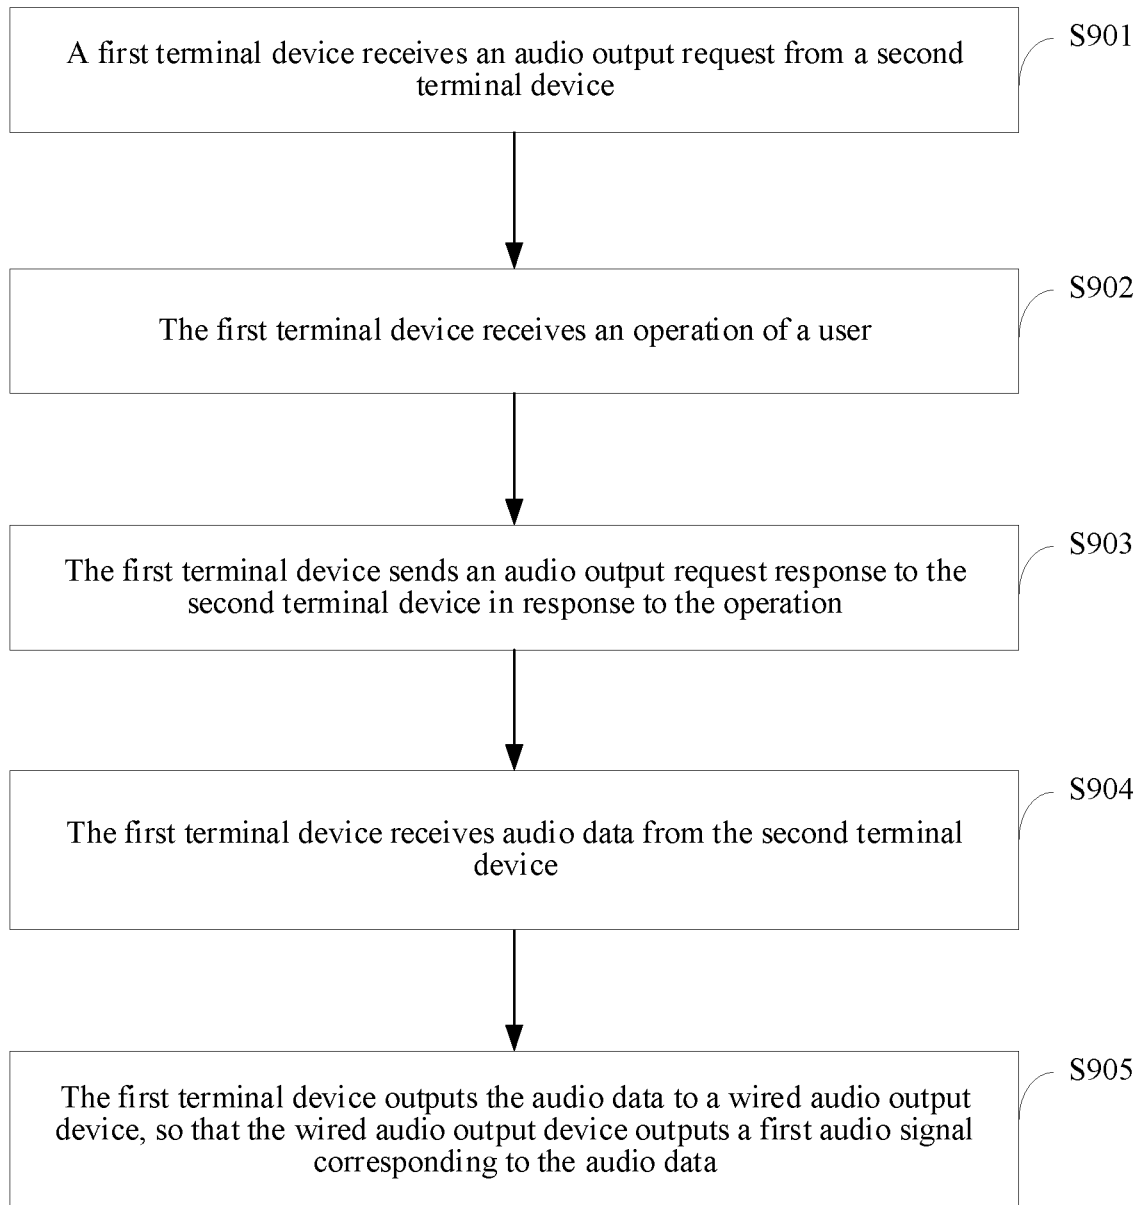 A first terminal device receives an audio output request from a second
terminal device
S901
The first terminal device receives an operation of a user
S902
The first terminal device sends an audio output request response to the
second terminal device in response to the operation
S903
The first terminal device receives audio data from the second terminal
device
S904
The first terminal device outputs the audio data to a wired audio output
device, so that the wired audio output device outputs a first audio signal
corresponding to the audio data
S905